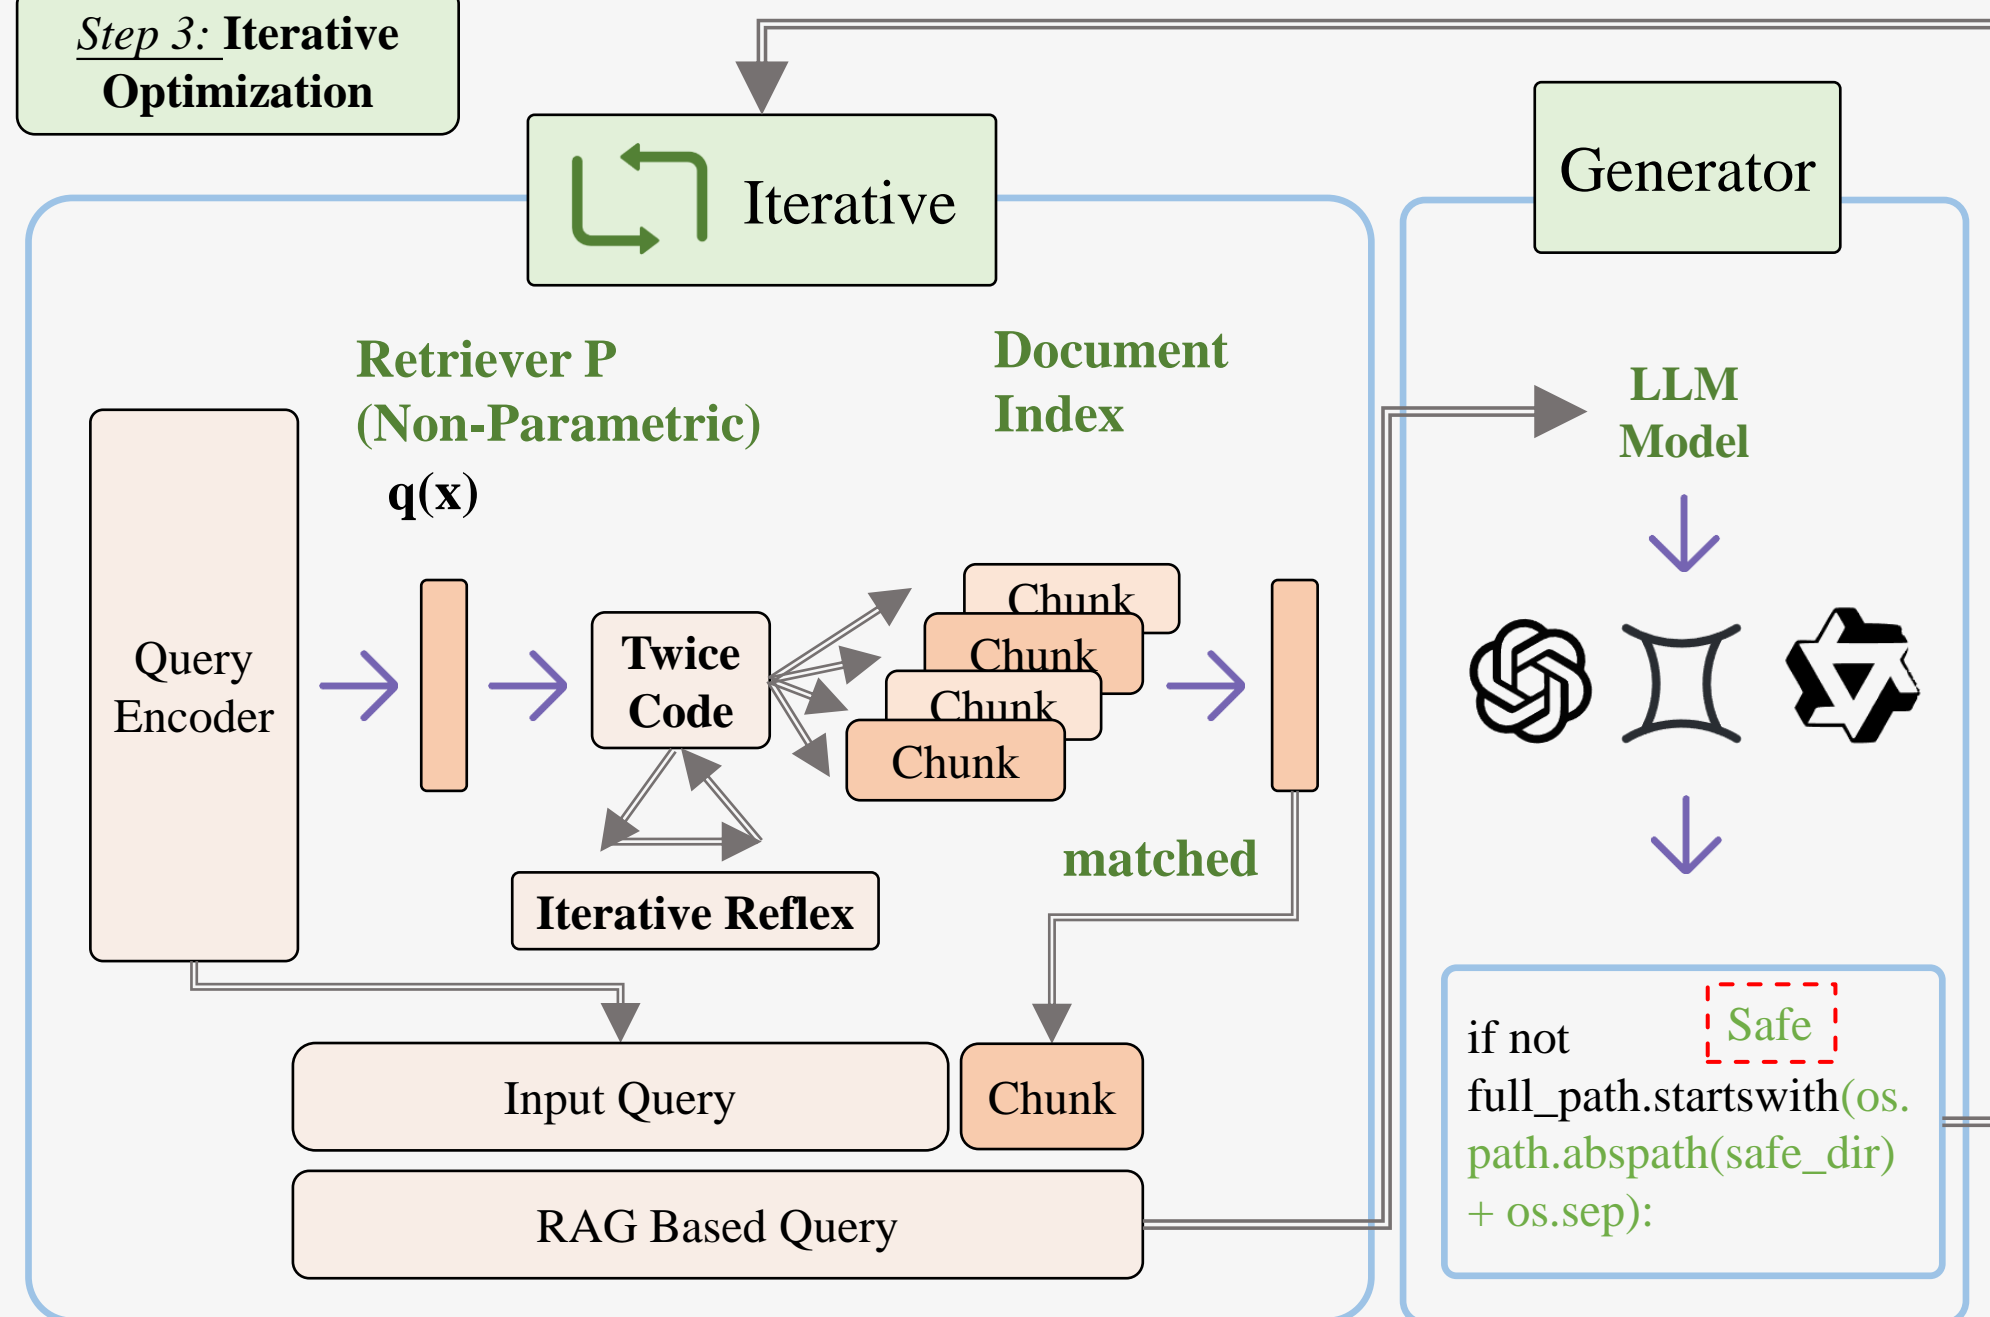 Step 3: Iterative
Optimization
Iterative
Generator
Retriever P
(Non-Parametric)
q(x)
Document
Index
LLM
Model
Query
Encoder
Twice
Code
Chunk
Chunk
Chunk
Chunk
matched
Iterative Reflex
Input Query
Chunk
RAG Based Query
Safe
if not
full_path.startswith(os.
path.abspath(safe_dir)
+ os.sep):